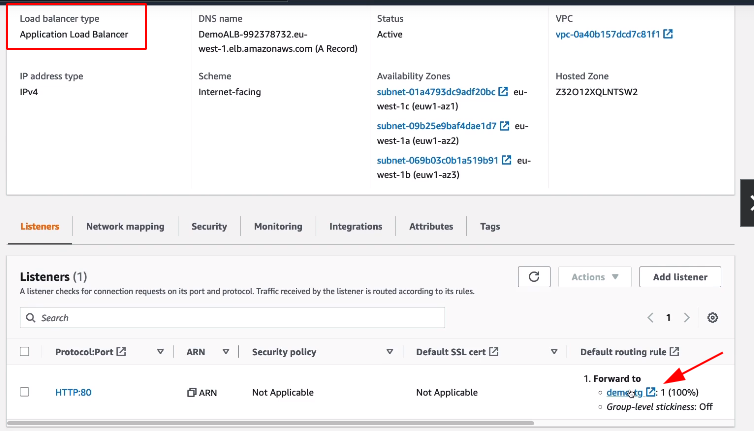 Load balancer type
Application Load Balancer
DNS name
DemoALB-992378732.eu-
west-1.elb.amazonaws.com (A Record)
Status
Active
VPC
vpc-0a40b157dcd7c81f1
IP address type
IPv4
Scheme
Internet-facing
Availability Zones
subnet-01a4793dc9adf20bc eu-
west-1c (euw1-az1)
subnet-09b25e9baf4dae1d7 eu-
west-1a (euw1-az2)
subnet-069b03c0b1a519b91 eu-
west-1b (euw1-az3)
Hosted Zone
Z32O12XQLNTSW2
Listeners Network mapping Security Monitoring Integrations Attributes Tags
Listeners (1)
A listener checks for connection requests on its port and protocol. Traffic received by the listener is routed according to its rules.
Actions
Add listener
Search
1
Protocol:Port ARN Security policy Default SSL cert Default routing rule
HTTP:80 ARN Not Applicable Not Applicable
1. Forward to
demo-tg: 1 (100%)
Group-level stickiness: Off